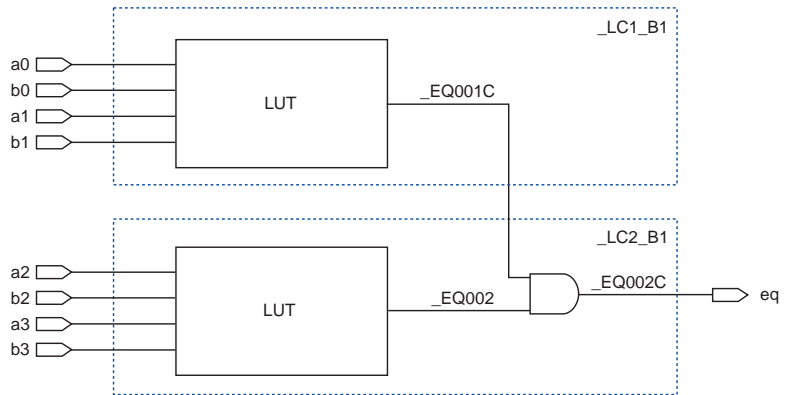 _LC1_B1
a0
b0
a1
b1
LUT
_EQ001C
_LC2_B1
a2
b2
a3
b3
LUT
_EQ002
_EQ002C
eq